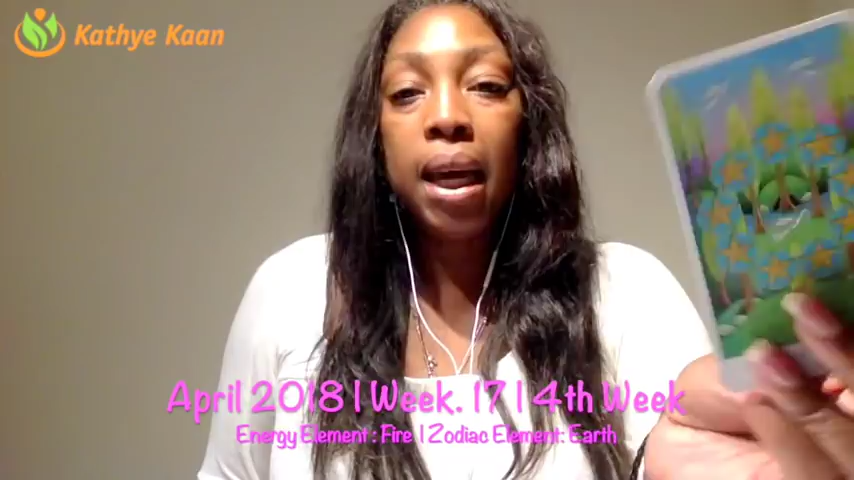 Kathye Kaan
April 2018 | Week. 17 | 4th Week
Energy Element : Fire | Zodiac Element: Earth